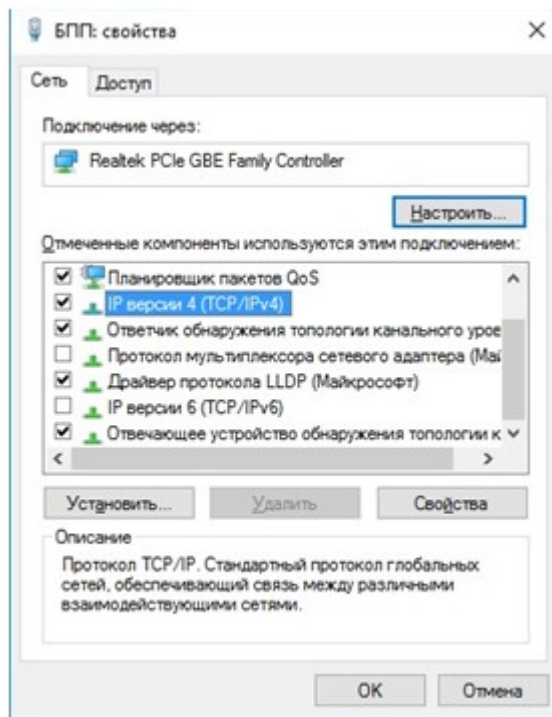 БПП: свойства
Сеть
Доступ
Подключение через:
Realtek PCIe GBE Family Controller
Настроить...
Отмеченные компоненты используются этим подключением:
Планировщик пакетов QoS
IP версии 4 (TCP/IPv4)
Ответчик обнаружения топологии канального уров
Протокол мультиплексора сетевого адаптера (Май
Драйвер протокола LLDP (Майкрософт)
IP версии 6 (TCP/IPv6)
Отвечающее устройство обнаружения топологии к
Установить...
Удалить
Свойства
Описание
Протокол TCP/IP. Стандартный протокол глобальных
сетей, обеспечивающий связь между различными
взаимодействующими сетями.
OK
Отмена